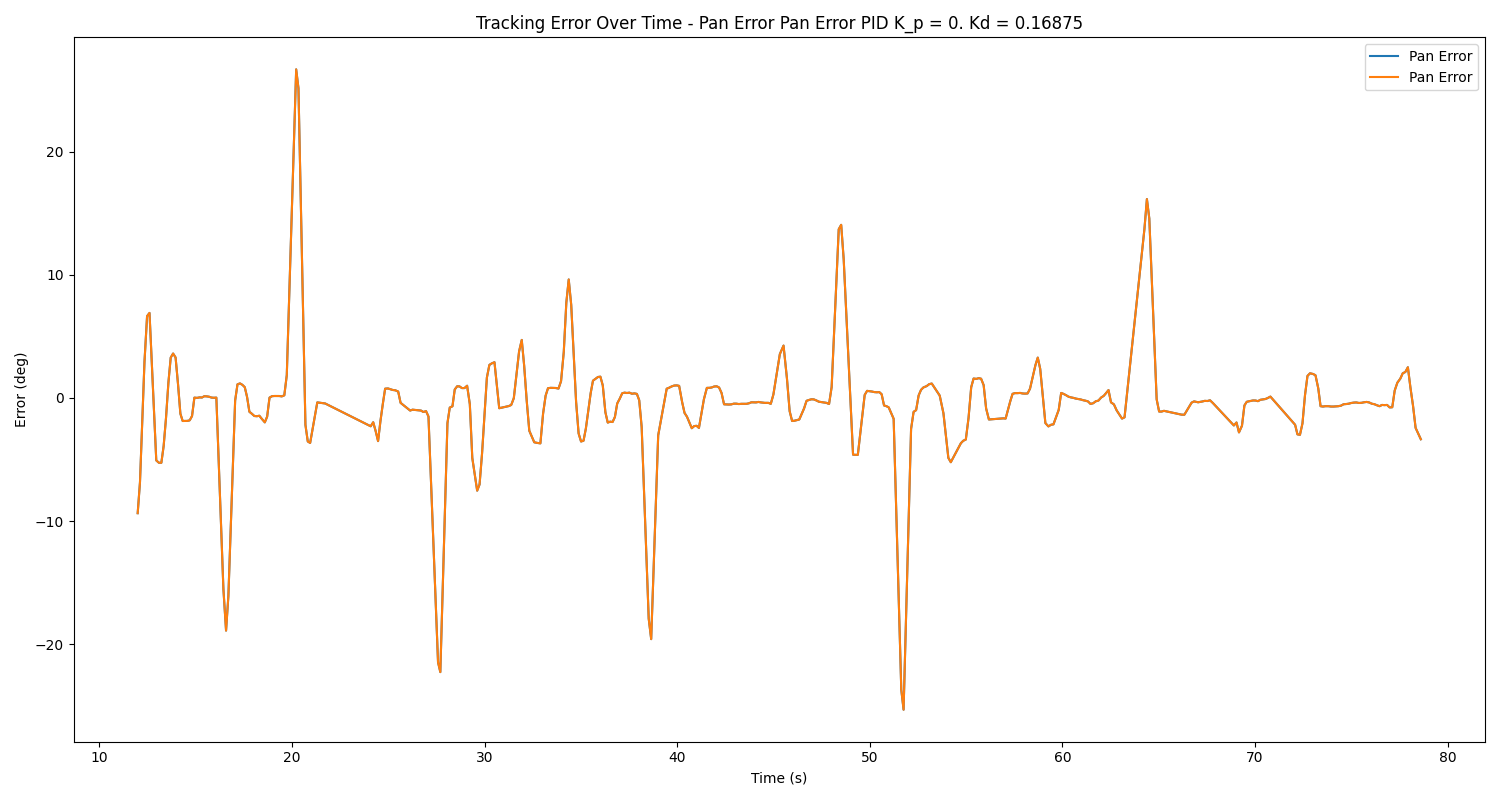 Tracking Error Over Time - Pan Error Pan Error PID K_p = 0. Kd = 0.16875
Pan Error
Pan Error
20
10
0
−10
−20
Error (deg)
10 20 30 40 50 60 70 80
Time (s)